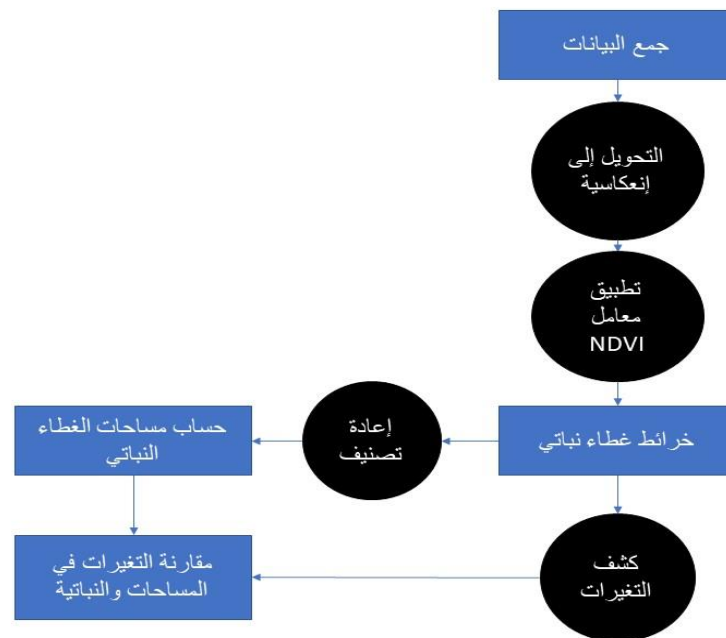 جمع البيانات
التحويل إلى
إنعكاسية
تطبيق
معامل
NDVI
خرائط غطاء نباتي
إعادة
تصنيف
حساب مساحات الغطاء
النباتي
كشف
التغيرات
مقارنة التغيرات في
المساحات والنباتية